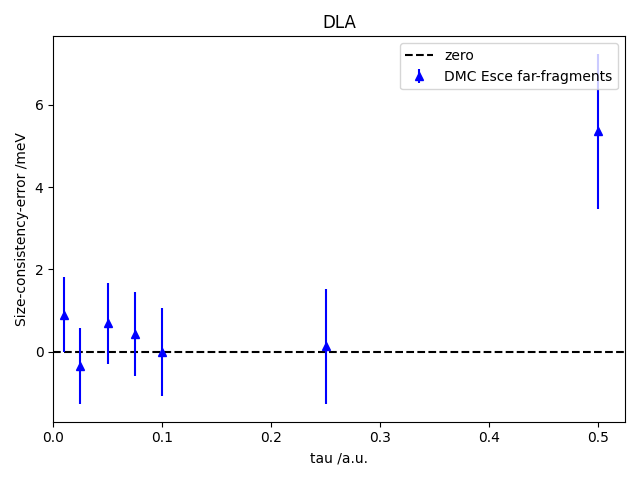 DLA
zero
DMC Esce far-fragments
Size-consistency-error /meV
6
4
2
0
0.0
0.1
0.2
0.3
0.4
0.5
tau /a.u.